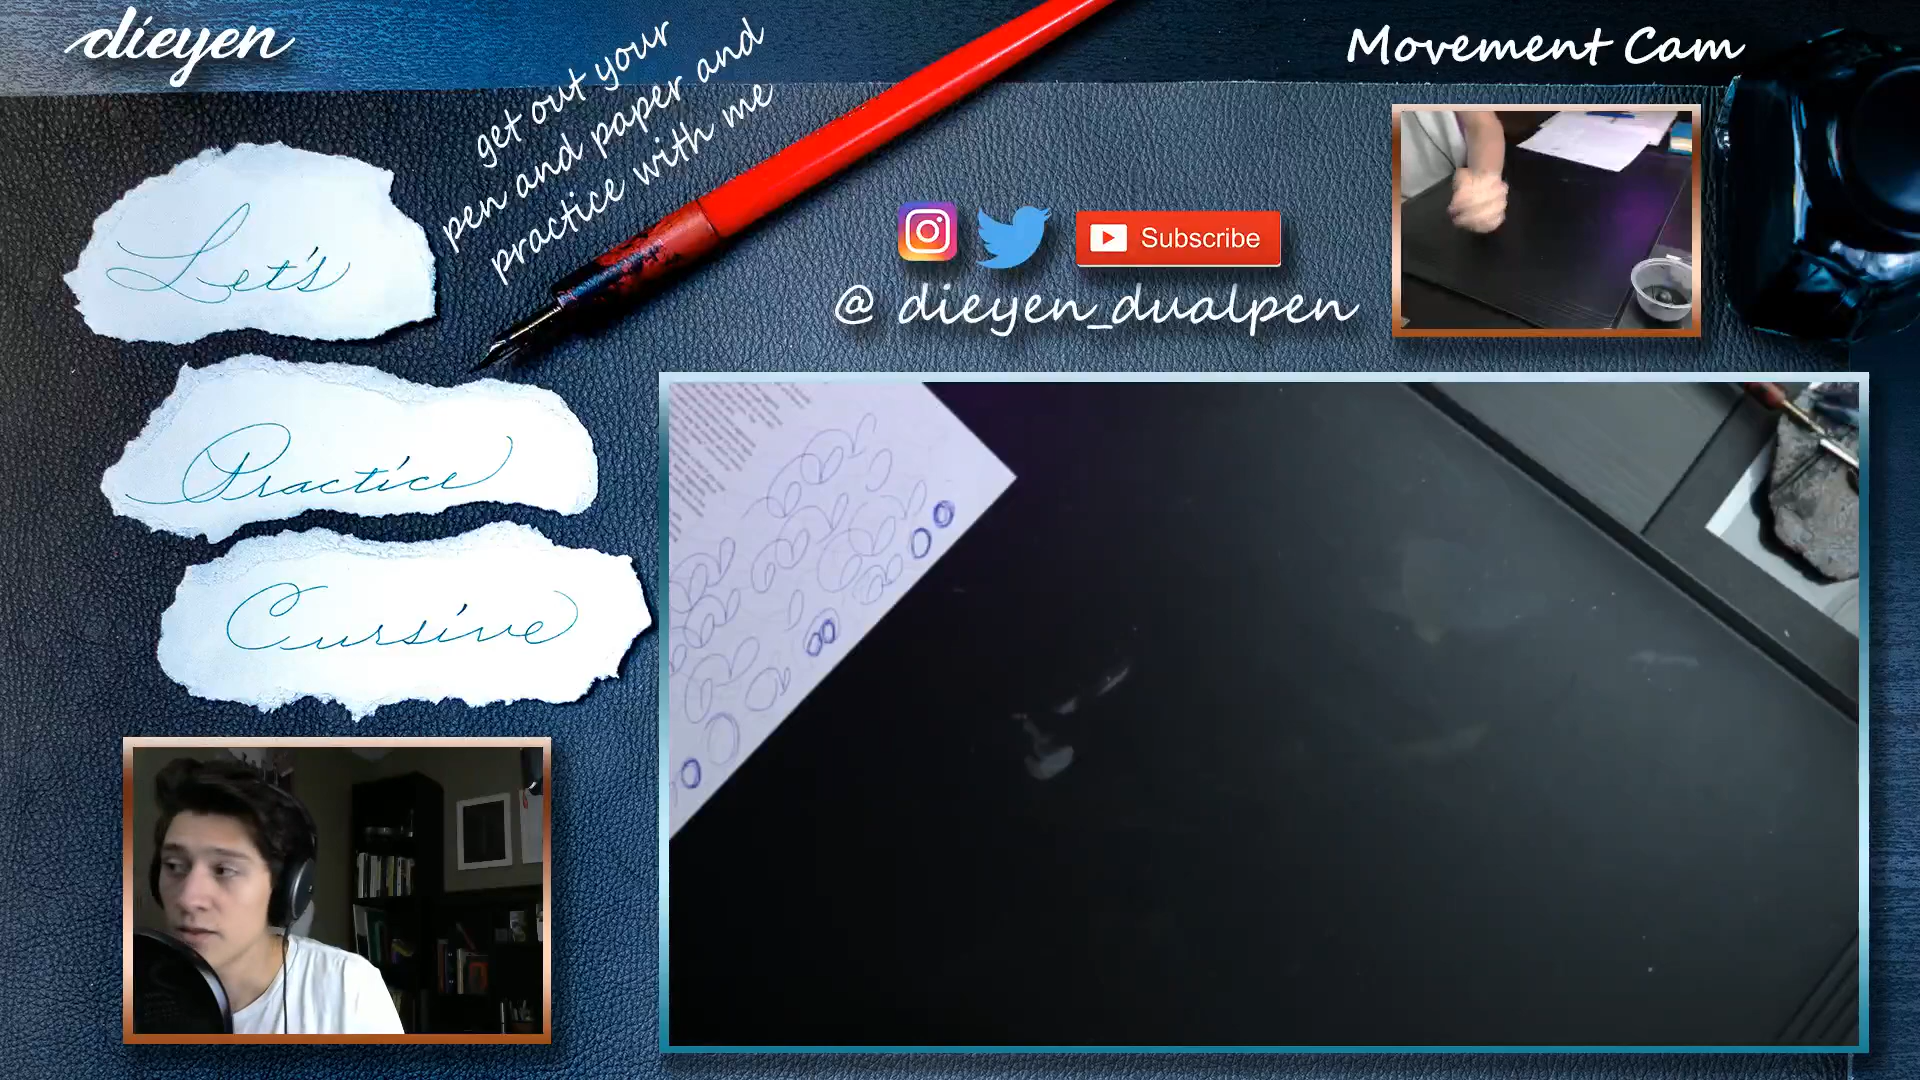 dieyen
get out your
pen and paper and
practice with me
Movement Cam
Let's
Practice
Cursive
Subscribe
@ dieyen_dualpen